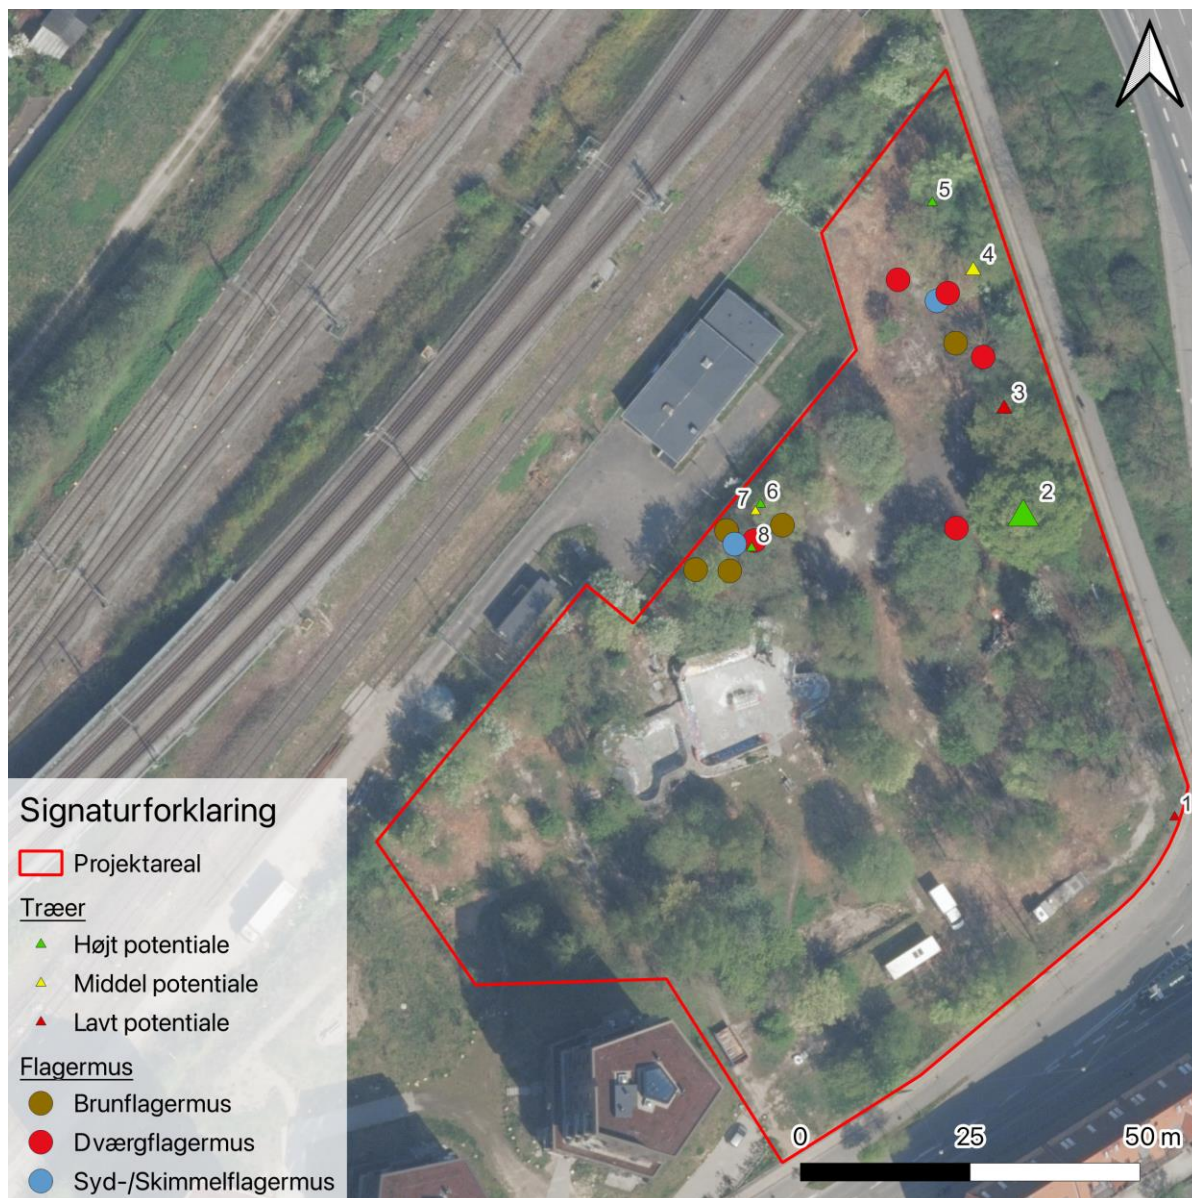 5
4
3
2
6
7
8
1
Signaturforklaring
Projektareal
Træer
Højt potentiale
Middel potentiale
Lavt potentiale
Flagermus
Brunflagermus
Dværgflagermus
Syd-/Skimmelflagermus
0 25 50 m